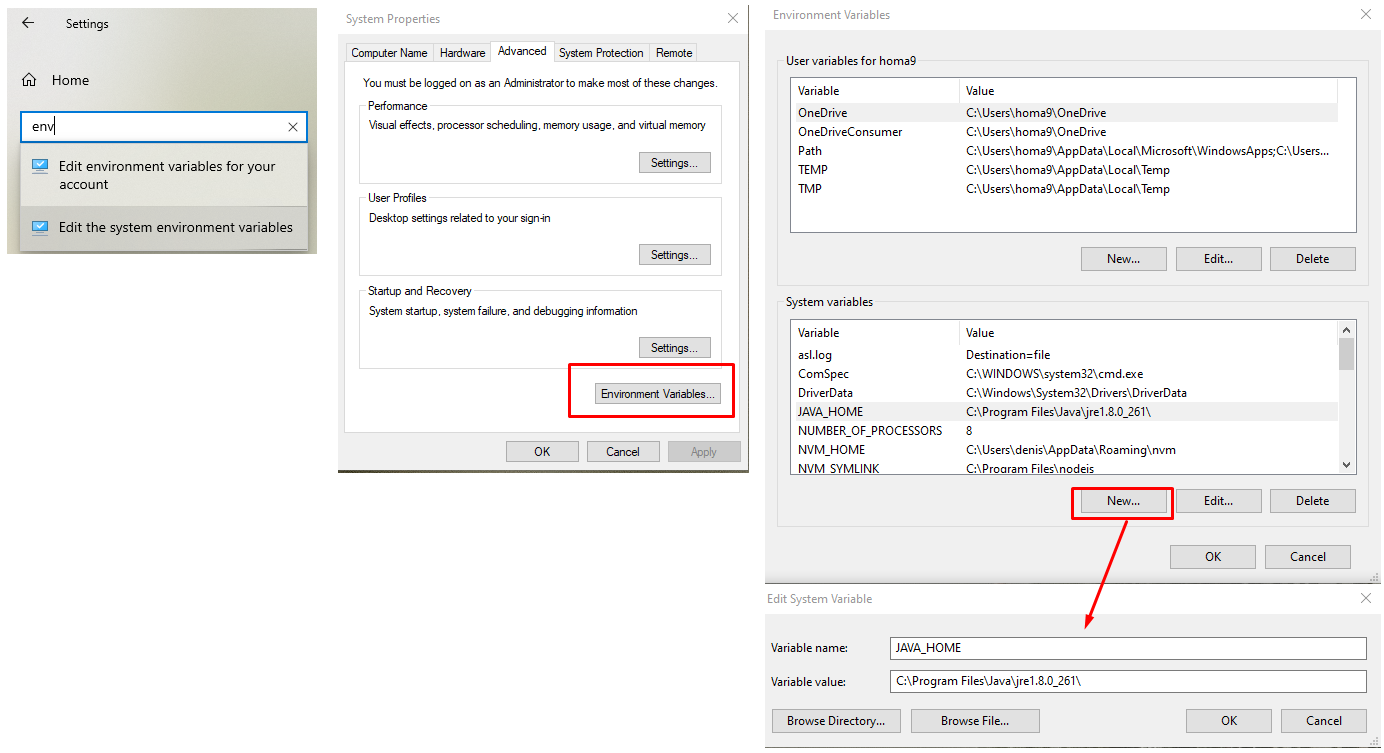 Settings
Home
env
Edit environment variables for your
account
Edit the system environment variables
System Properties
Computer Name
Hardware
Advanced
System Protection
Remote
You must be logged on as an Administrator to make most of these changes.
Performance
Visual effects, processor scheduling, memory usage, and virtual memory
Settings...
User Profiles
Desktop settings related to your sign-in
Settings...
Startup and Recovery
System startup, system failure, and debugging information
Settings...
Environment Variables...
OK
Cancel
Apply
Environment Variables
User variables for homa9
Variable Value
OneDrive C:\Users\homa9\OneDrive
OneDriveConsumer C:\Users\homa9\OneDrive
Path C:\Users\homa9\AppData\Local\Microsoft\WindowsApps;C:\Users...
TEMP C:\Users\homa9\AppData\Local\Temp
TMP C:\Users\homa9\AppData\Local\Temp
New... Edit... Delete
System variables
Variable Value
asl.log Destination=file
ComSpec C:\WINDOWS\system32\cmd.exe
DriverData C:\Windows\System32\Drivers\DriverData
JAVA_HOME C:\Program Files\Java\jre1.8.0_261\
NUMBER_OF_PROCESSORS 8
NVM_HOME C:\Users\denis\AppData\Roaming\nvm
NVM_SYMLINK C:\Program Files\nodejs
New... Edit... Delete
OK Cancel
Edit System Variable
Variable name: JAVA_HOME
Variable value: C:\Program Files\Java\jre1.8.0_261\
Browse Directory... Browse File... OK Cancel